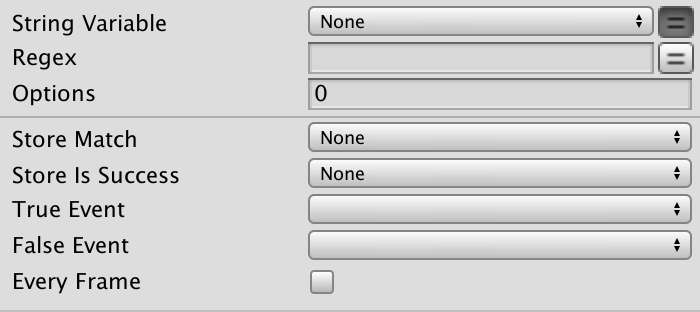 String Variable None
Regex
Options 0
Store Match None
Store Is Success None
True Event
False Event
Every Frame